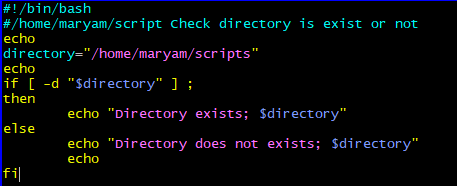 #!/bin/bash
#/home/maryam/script Check directory is exist or not
echo
directory="/home/maryam/scripts"
echo
if [ -d "$directory" ] ;
then
        echo "Directory exists; $directory"
else
        echo "Directory does not exists; $directory"
        echo
fi